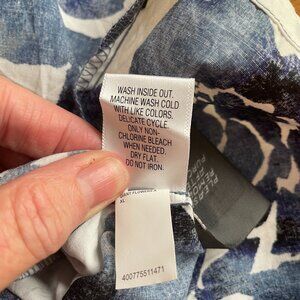 WASH INSIDE OUT.
MACHINE WASH COLD
WITH LIKE COLORS,
DELICATE CYCLE.
ONLY NON-
CHLORINE BLEACH
WHEN NEEDED.
DRY FLAT.
DO NOT IRON.
XL
400775511471